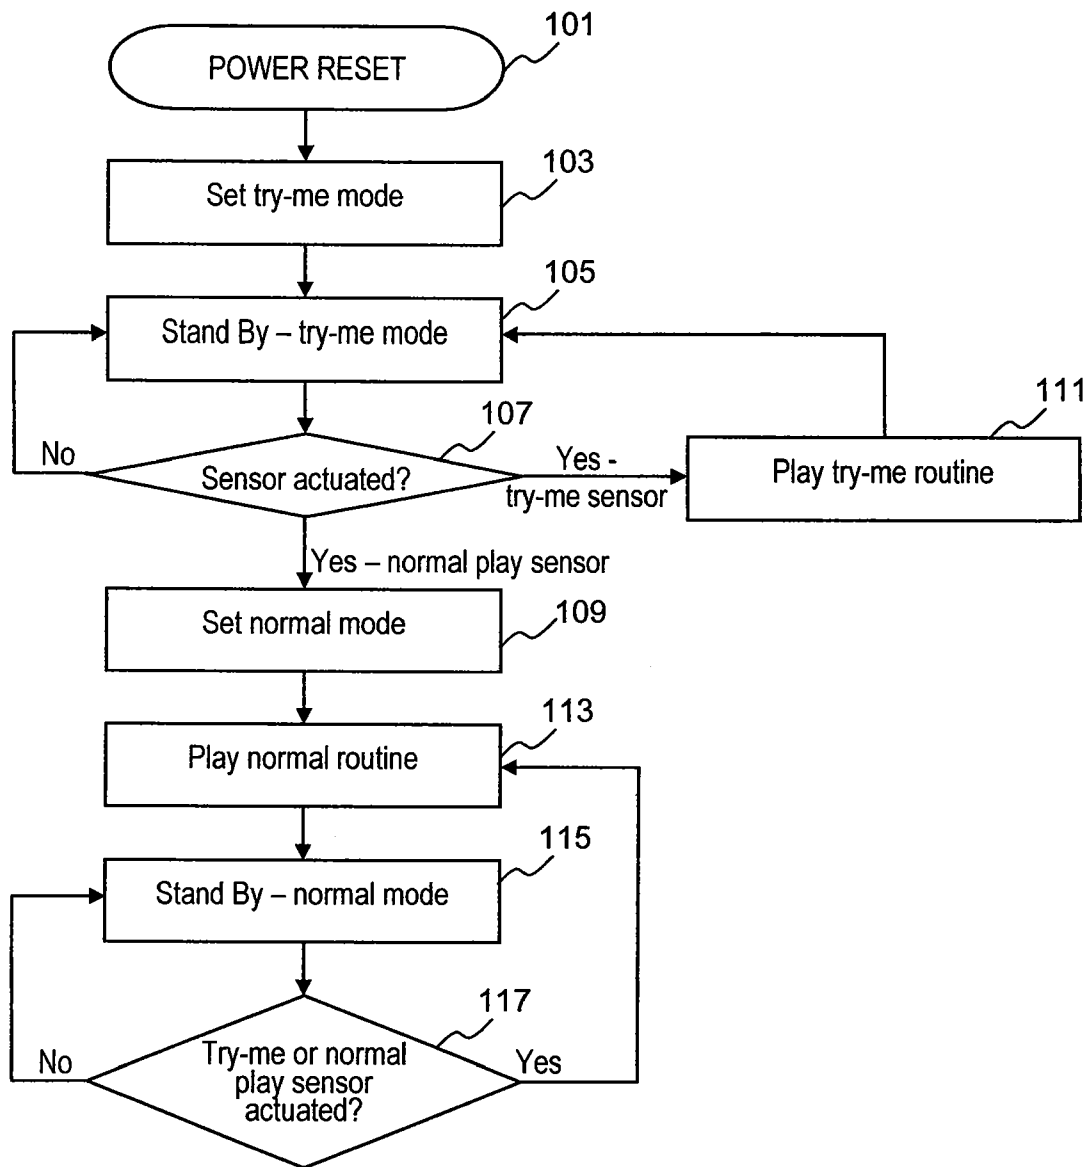 101
POWER RESET
103
Set try-me mode
105
Stand By – try-me mode
107
111
No
Sensor actuated?
Yes -
try-me sensor
Play try-me routine
Yes – normal play sensor
109
Set normal mode
113
Play normal routine
115
Stand By – normal mode
117
No
Try-me or normal
play sensor
actuated?
Yes